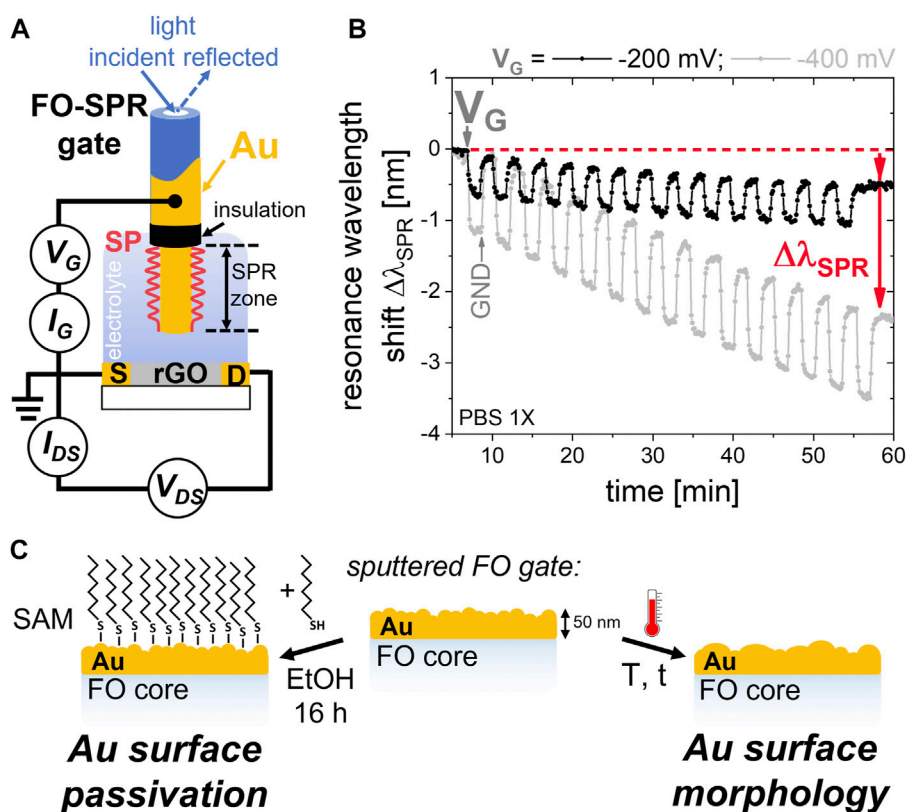 A
light
incident reflected
FO-SPR
gate
Au
insulation
SP
SPR
zone
electrolyte
V_G
I_G
S rGO D
I_DS
V_DS
B
V_G = -200 mV; -400 mV
resonance wavelength
shift Δλ_SPR [nm]
1
0
-1
-2
-3
-4
V_G
GND
Δλ_SPR
PBS 1X
10 20 30 40 50 60
time [min]
C
SAM
S S S S S S S S S S S
+
SH
sputtered FO gate:
Au
FO core
50 nm
EtOH
16 h
T, t
Au
FO core
Au
FO core
Au surface
passivation
Au surface
morphology